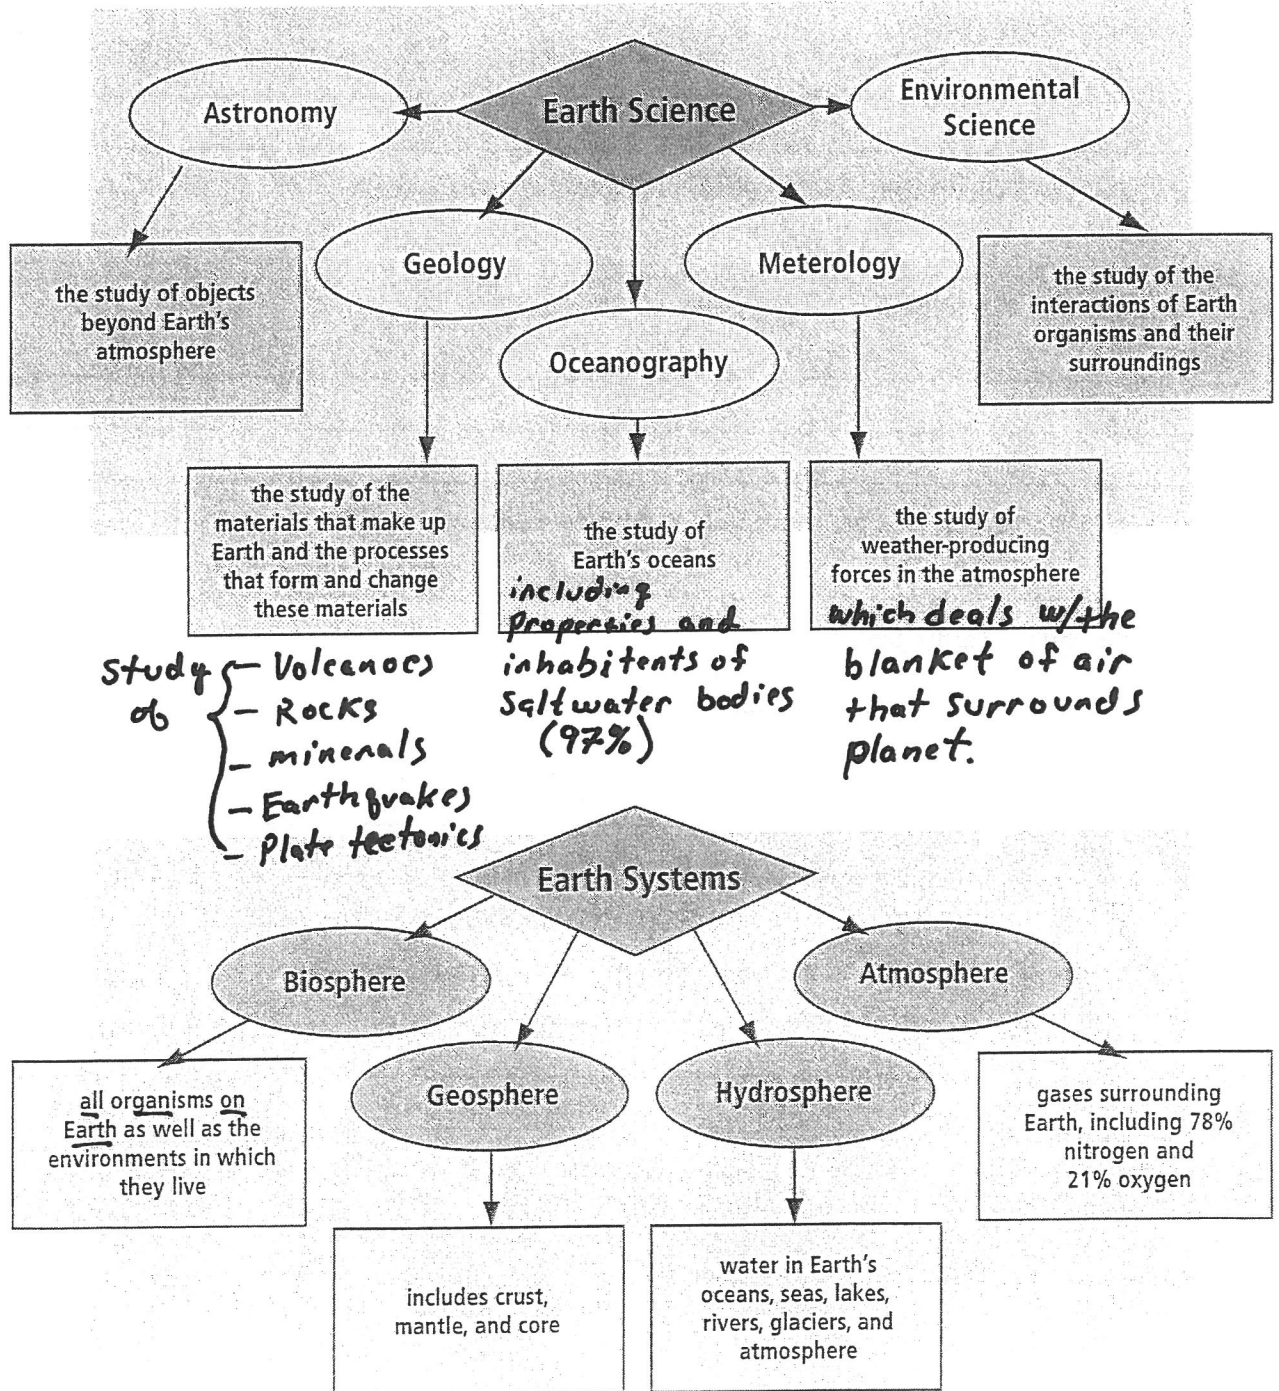 Earth Science
Astronomy
Environmental
Science
Geology
Meterology
Oceanography
the study of objects
beyond Earth's
atmosphere
the study of the
interactions of Earth
organisms and their
surroundings
the study of the
materials that make up
Earth and the processes
that form and change
these materials
the study of
Earth's oceans
including
Properties and
inhabitents of
Saltwater bodies
(97%)
the study of
weather-producing
forces in the atmosphere
which deals w/the
blanket of air
that surrounds
planet.
Study
of
- Volcanoes
- Rocks
- minerals
- Earthquakes
- Plate tectonics
Earth Systems
Biosphere
Atmosphere
Geosphere
Hydrosphere
all organisms on
Earth as well as the
environments in which
they live
includes crust,
mantle, and core
water in Earth's
oceans, seas, lakes,
rivers, glaciers, and
atmosphere
gases surrounding
Earth, including 78%
nitrogen and
21% oxygen